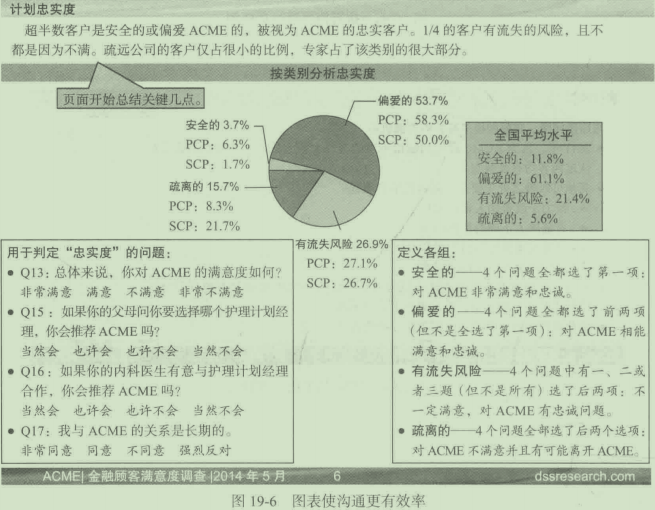 计划忠实度
超半数客户是安全的或偏爱 ACME 的，被视为 ACME 的忠实客户。1/4 的客户有流失的风险，且不
都是因为不满。疏远公司的客户仅占很小的比例，专家占了该类别的很大部分。
按类别分析忠实度
页面开始总结关键几点。
偏爱的 53.7%
PCP：58.3%
SCP：50.0%
安全的 3.7%
PCP：6.3%
SCP：1.7%
疏离的 15.7%
PCP：8.3%
SCP：21.7%
有流失风险 26.9%
PCP：27.1%
SCP：26.7%
全国平均水平
安全的：11.8%
偏爱的：61.1%
有流失风险：21.4%
疏离的：5.6%
用于判定“忠实度”的问题：
● Q13：总体来说，你对 ACME 的满意度如何？
非常满意 满意 不满意 非常不满意
● Q15：如果你的父母问你要选择哪个护理计划经
理，你会推荐 ACME 吗？
当然会 也许会 也许不会 当然不会
● Q16：如果你的内科医生有意与护理计划经理
合作，你会推荐 ACME 吗？
当然会 也许会 也许不会 当然不会
● Q17：我与 ACME 的关系是长期的。
非常同意 同意 不同意 强烈反对
定义各组：
● 安全的——4 个问题全都选了第一项：
对 ACME 非常满意和忠诚。
● 偏爱的——4 个问题全都选了前两项
（但不是全选了第一项）：对 ACME 相能
满意和忠诚。
● 有流失风险——4 个问题中有一、二或
者三题（但不是所有）选了后两项：不
一定满意，对 ACME 有忠诚问题。
● 疏离的——4 个问题全部选了后两个选项：
对 ACME 不满意并且有可能离开 ACME。
ACME| 金融顾客满意度调查 |2014 年 5 月 6 dssresearch.com
图 19-6 图表使沟通更有效率